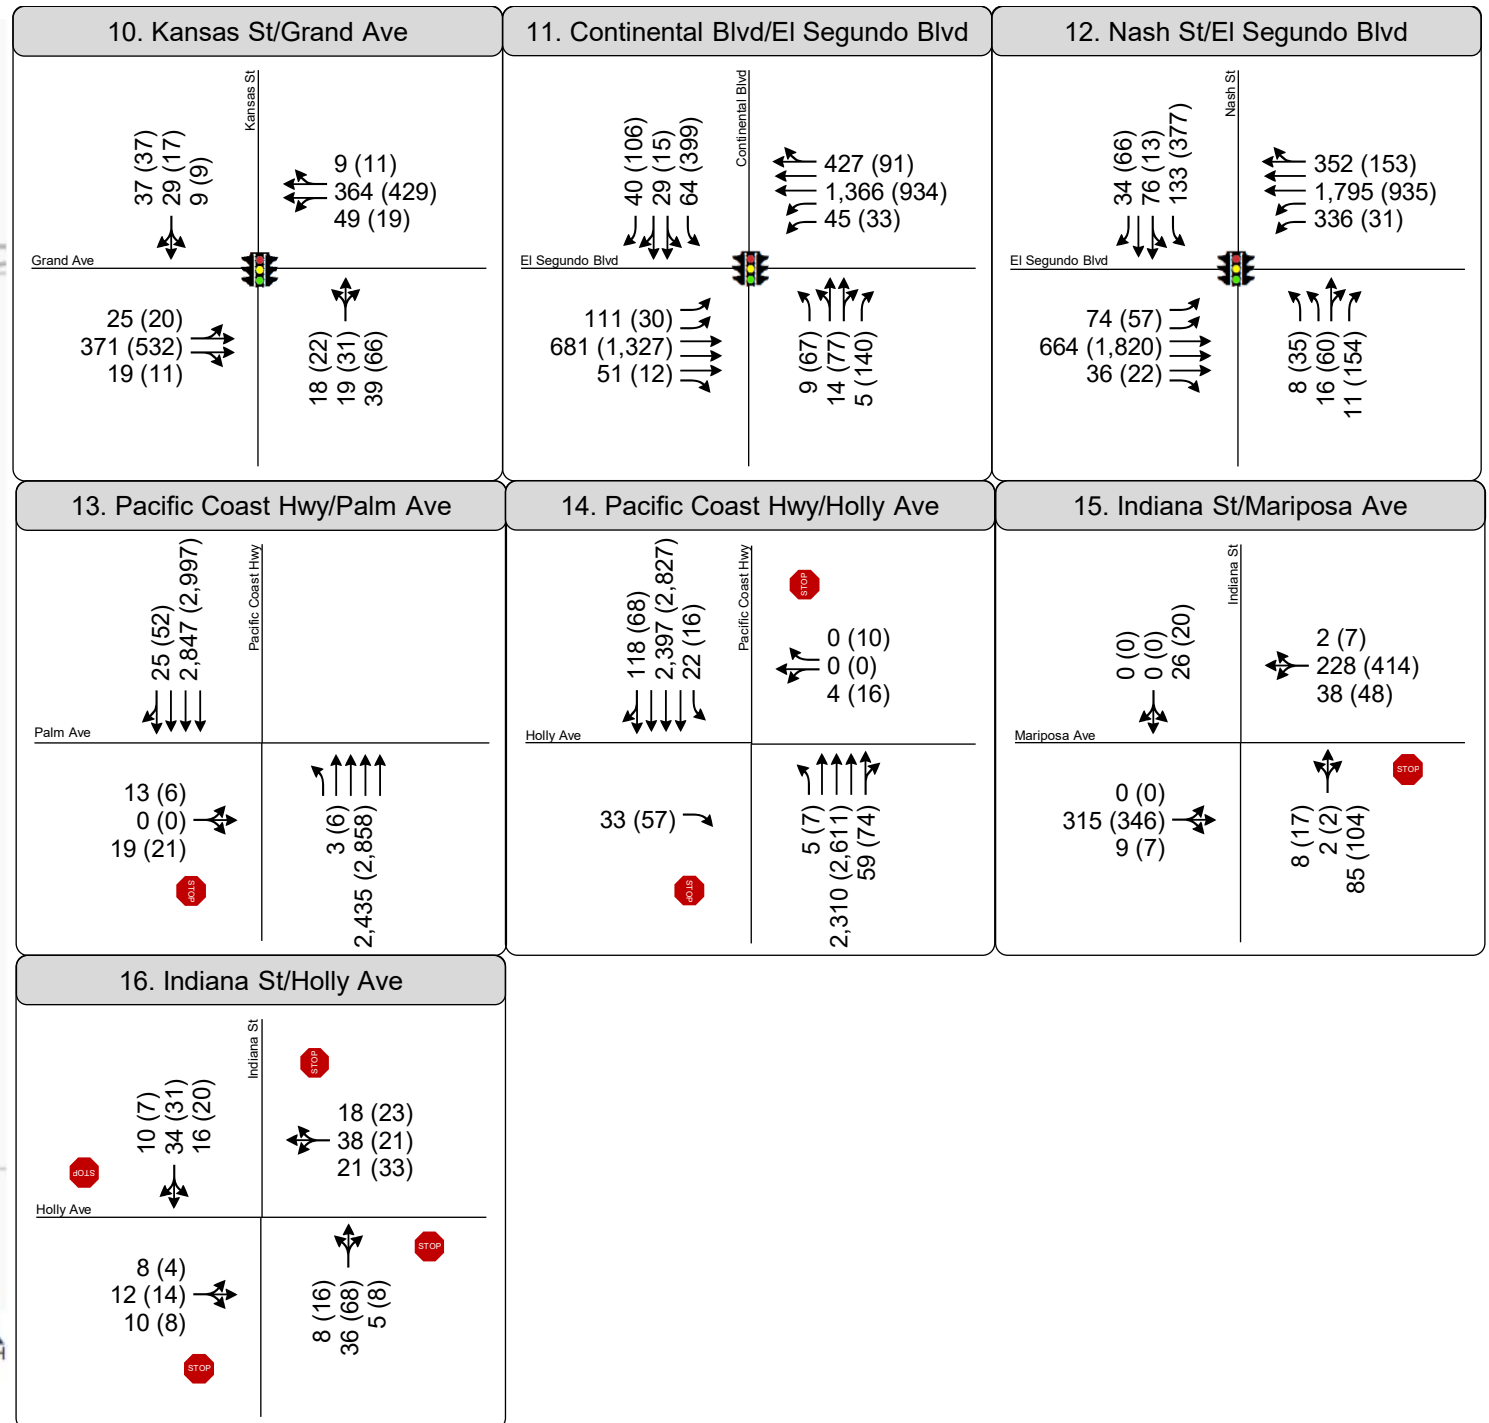 10. Kansas St/Grand Ave
Kansas St
37 (37)
29 (17)
9 (9)
9 (11)
364 (429)
49 (19)
Grand Ave
25 (20)
371 (532)
19 (11)
18 (22)
19 (31)
39 (66)
11. Continental Blvd/El Segundo Blvd
Continental Blvd
40 (106)
29 (15)
64 (399)
427 (91)
1,366 (934)
45 (33)
El Segundo Blvd
111 (30)
681 (1,327)
51 (12)
9 (67)
14 (77)
5 (140)
12. Nash St/El Segundo Blvd
Nash St
34 (66)
76 (13)
133 (377)
352 (153)
1,795 (935)
336 (31)
El Segundo Blvd
74 (57)
664 (1,820)
36 (22)
8 (35)
16 (60)
11 (154)
13. Pacific Coast Hwy/Palm Ave
Pacific Coast Hwy
25 (52)
2,847 (2,997)
Palm Ave
13 (6)
0 (0)
19 (21)
STOP
3 (6)
2,435 (2,858)
14. Pacific Coast Hwy/Holly Ave
Pacific Coast Hwy
118 (68)
2,397 (2,827)
22 (16)
STOP
0 (10)
0 (0)
4 (16)
Holly Ave
33 (57)
STOP
5 (7)
2,310 (2,611)
59 (74)
15. Indiana St/Mariposa Ave
Indiana St
0 (0)
0 (0)
26 (20)
2 (7)
228 (414)
38 (48)
Mariposa Ave
0 (0)
315 (346)
9 (7)
STOP
8 (17)
2 (2)
85 (104)
16. Indiana St/Holly Ave
Indiana St
STOP
10 (7)
34 (31)
16 (20)
18 (23)
38 (21)
21 (33)
STOP
Holly Ave
8 (4)
12 (14)
10 (8)
STOP
8 (16)
36 (68)
5 (8)
STOP